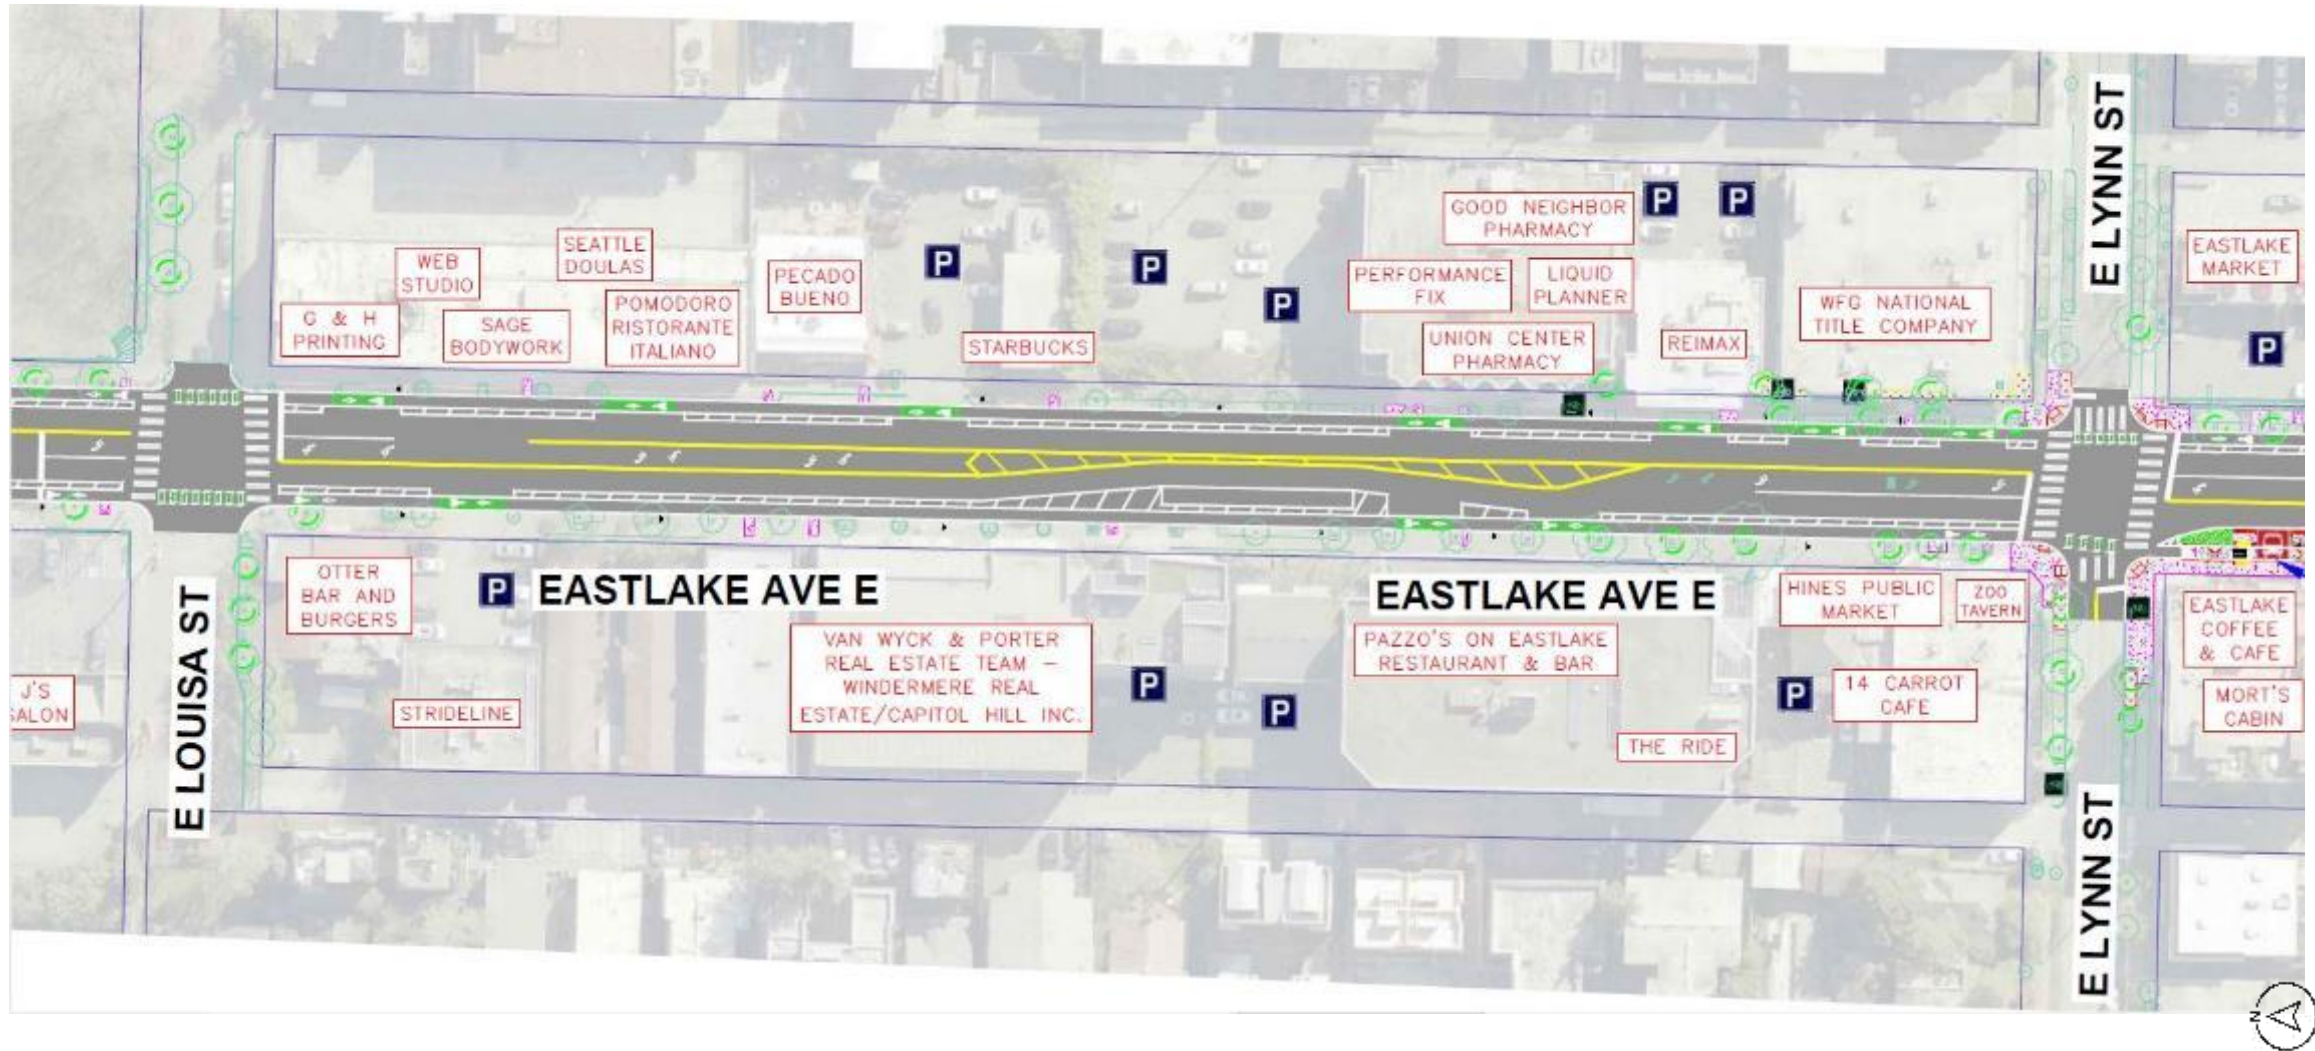 E LYNN ST
GOOD NEIGHBOR
PHARMACY
P
P
SEATTLE
DOULAS
WEB
STUDIO
EASTLAKE
MARKET
PECADO
BUENO
P
P
PERFORMANCE
FIX
LIQUID
PLANNER
G & H
PRINTING
SAGE
BODYWORK
POMODORO
RISTORANTE
ITALIANO
P
WFG NATIONAL
TITLE COMPANY
STARBUCKS
UNION CENTER
PHARMACY
REIMAX
P
OTTER
BAR AND
BURGERS
P
EASTLAKE AVE E
EASTLAKE AVE E
HINES PUBLIC
MARKET
ZOO
TAVERN
EASTLAKE
COFFEE
& CAFE
E LOUISA ST
VAN WYCK & PORTER
REAL ESTATE TEAM –
WINDERMERE REAL
ESTATE/CAPITOL HILL INC.
PAZZO'S ON EASTLAKE
RESTAURANT & BAR
J'S
SALON
STRIDELINE
P
P
P
14 CARROT
CAFE
MORT'S
CABIN
THE RIDE
E LYNN ST
N